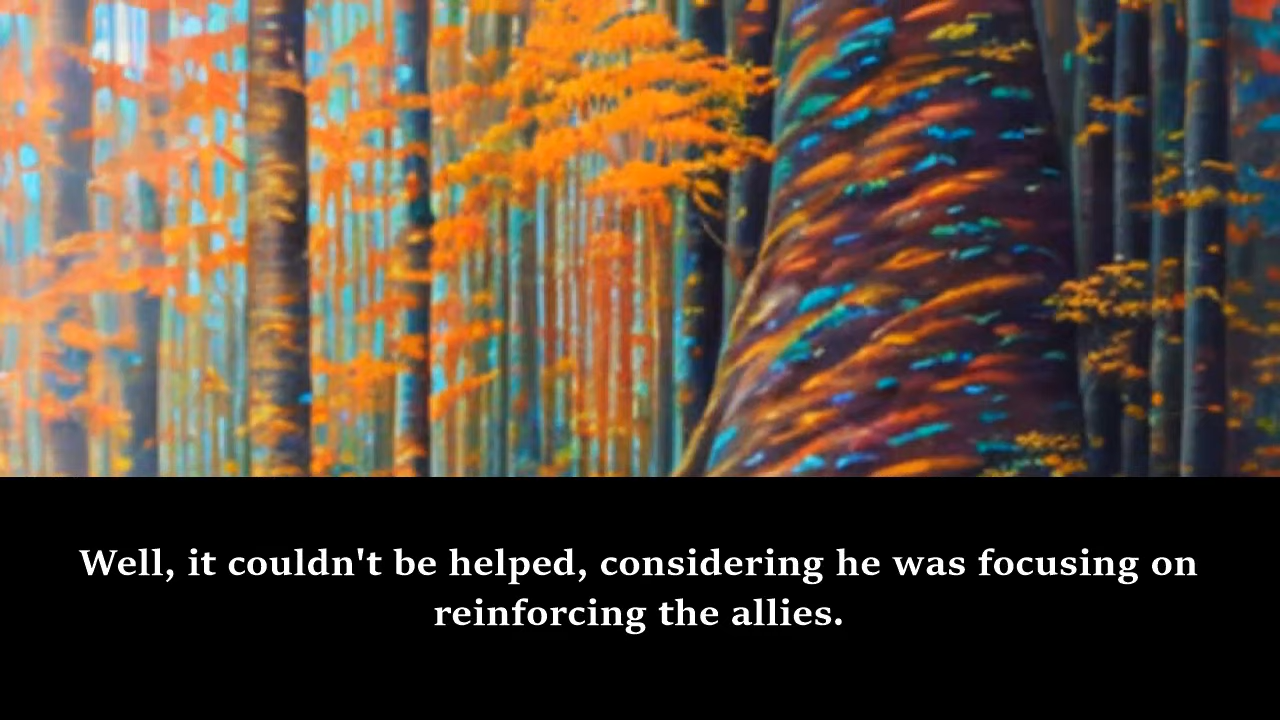 Well, it couldn't be helped, considering he was focusing on
reinforcing the allies.